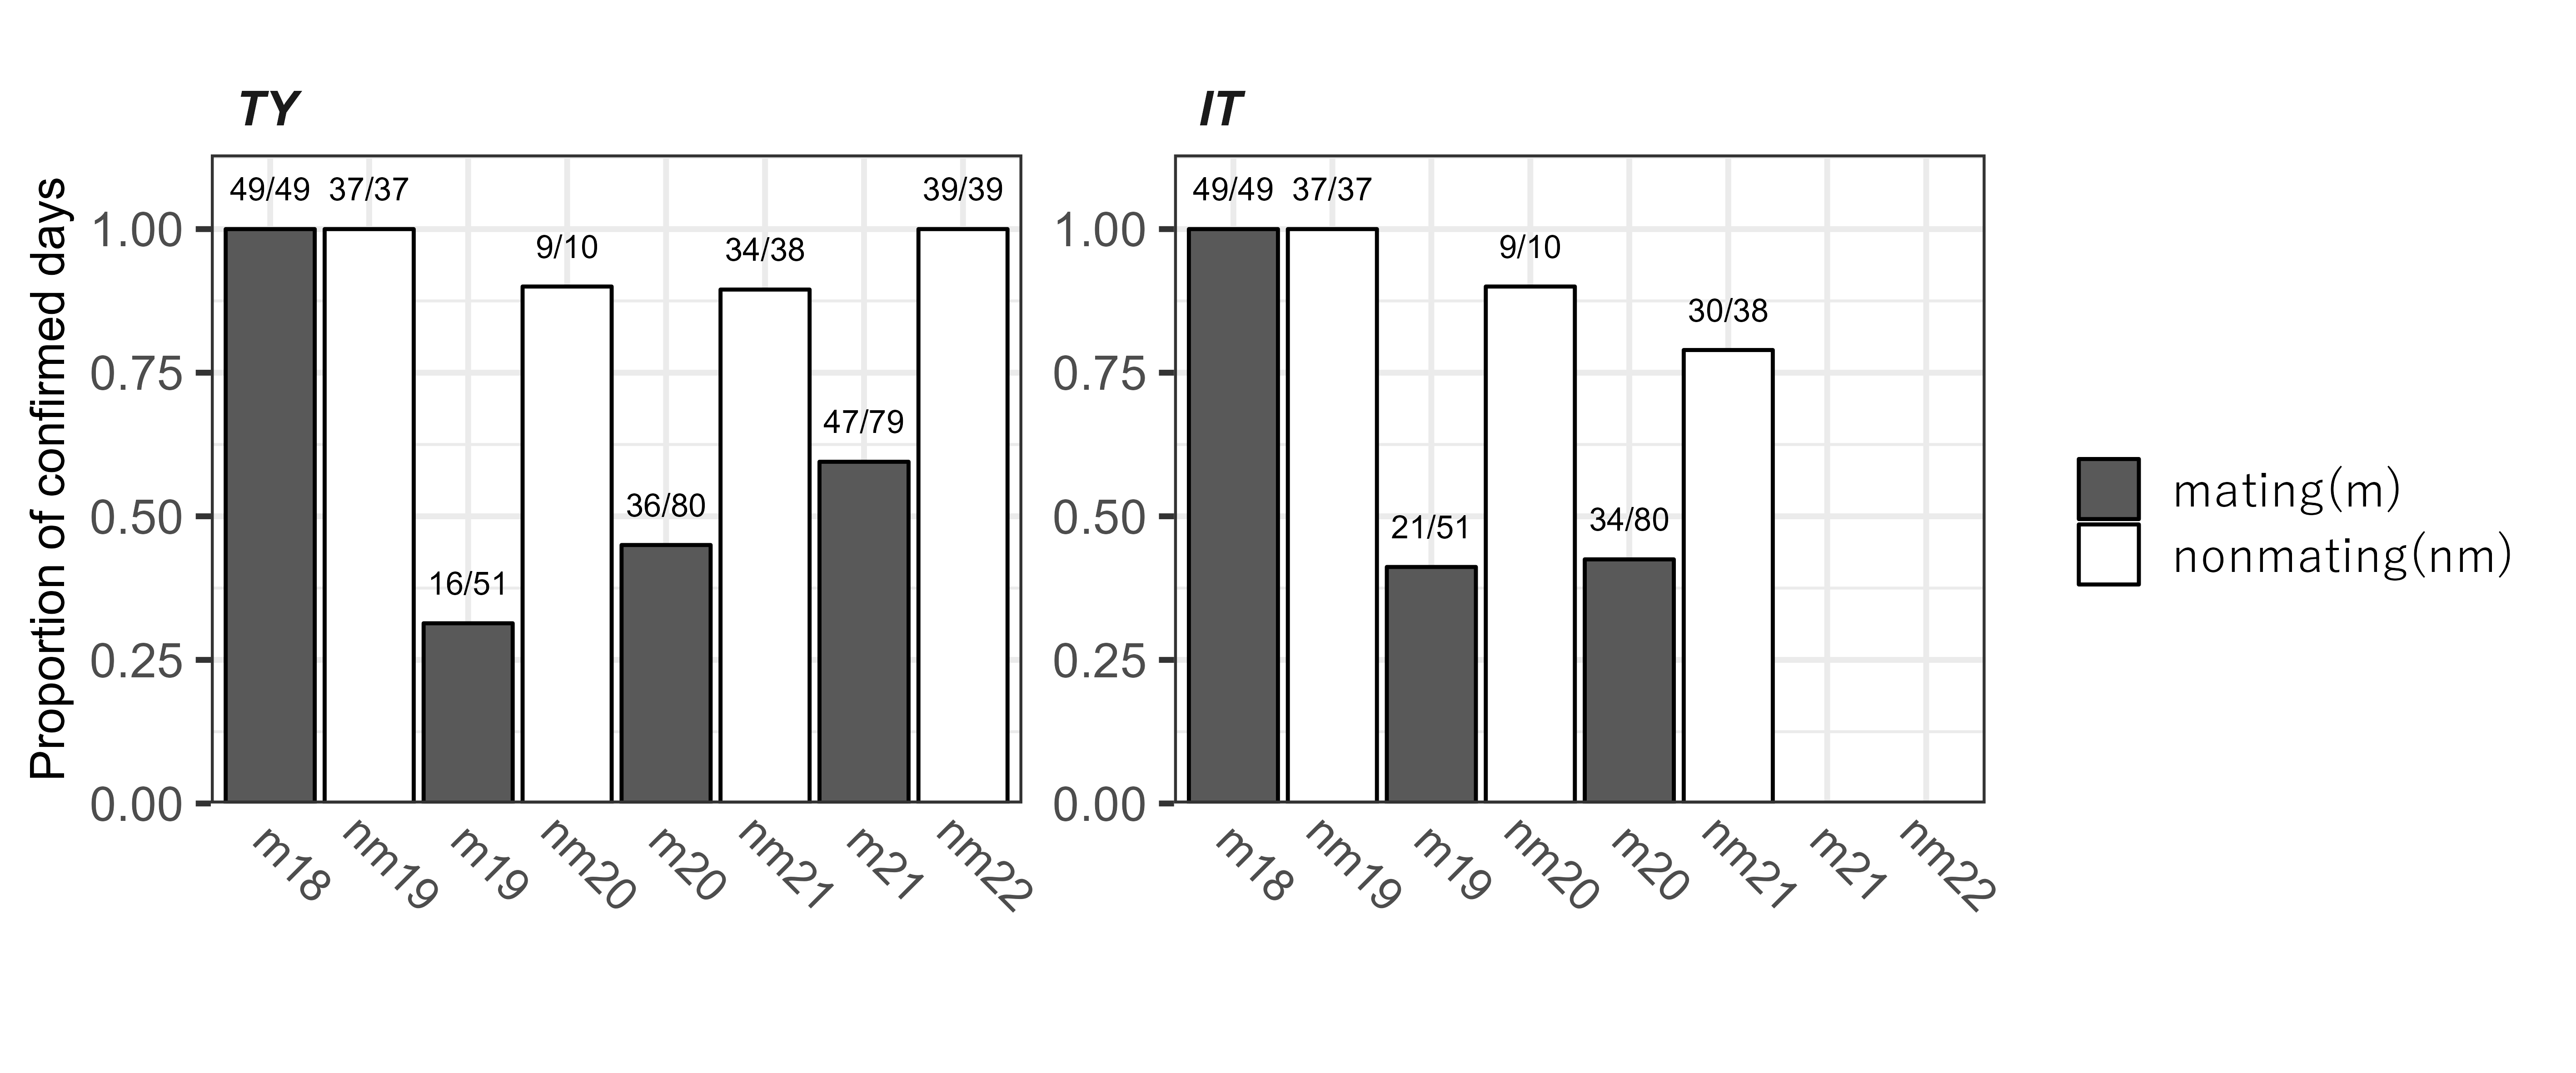 TY
IT
Proportion of confirmed days
1.00
0.75
0.50
0.25
0.00
49/49
37/37
16/51
9/10
36/80
34/38
47/79
39/39
m18
nm19
m19
nm20
m20
nm21
m21
nm22
1.00
0.75
0.50
0.25
0.00
49/49
37/37
21/51
9/10
34/80
30/38
m18
nm19
m19
nm20
m20
nm21
m21
nm22
mating(m)
nonmating(nm)